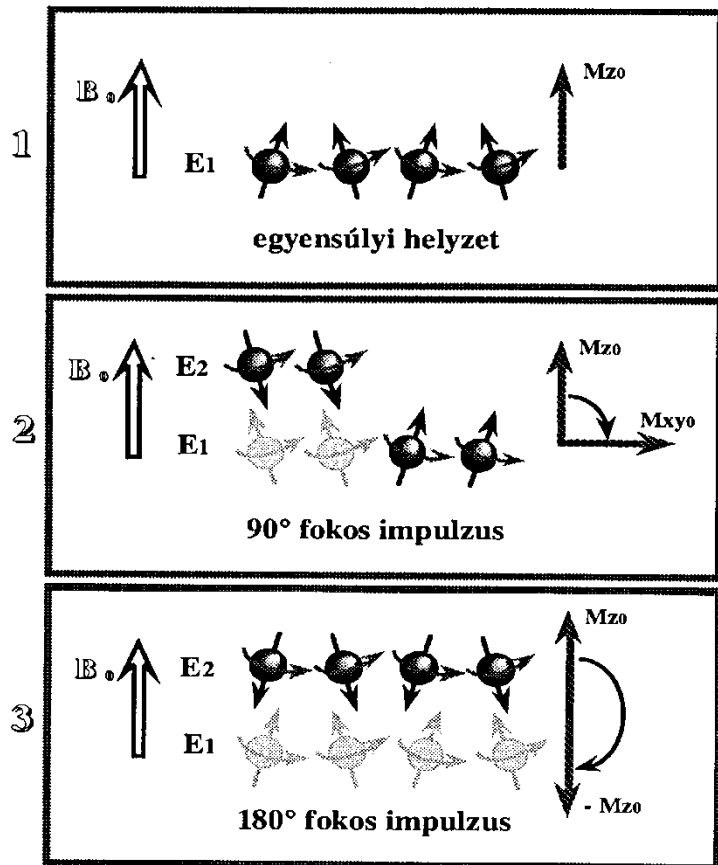 1
B₀
E1
Mz0
egyensúlyi helyzet
2
B₀
E2
E1
Mz0
Mxy0
90° fokos impulzus
3
B₀
E2
E1
Mz0
- Mz0
180° fokos impulzus